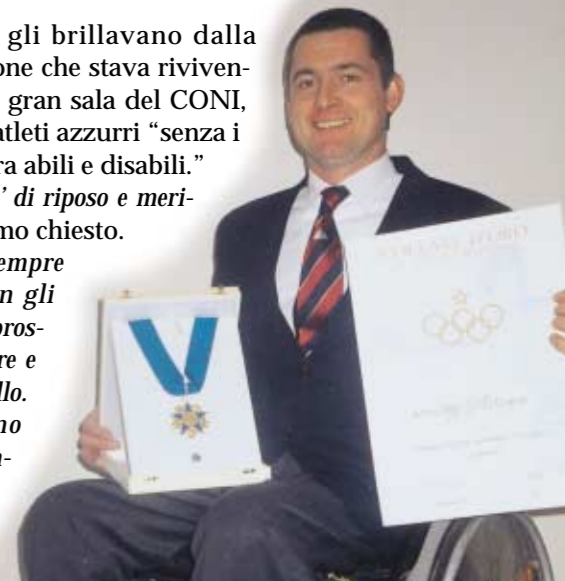 gli brillavano dalla
one che stava riviven-
gran sala del CONI,
atleti azzurri “senza i
ra abili e disabili.”
’ di riposo e meri-
mo chiesto.
empre
n gli
pros-
re e
llo.
no
n-